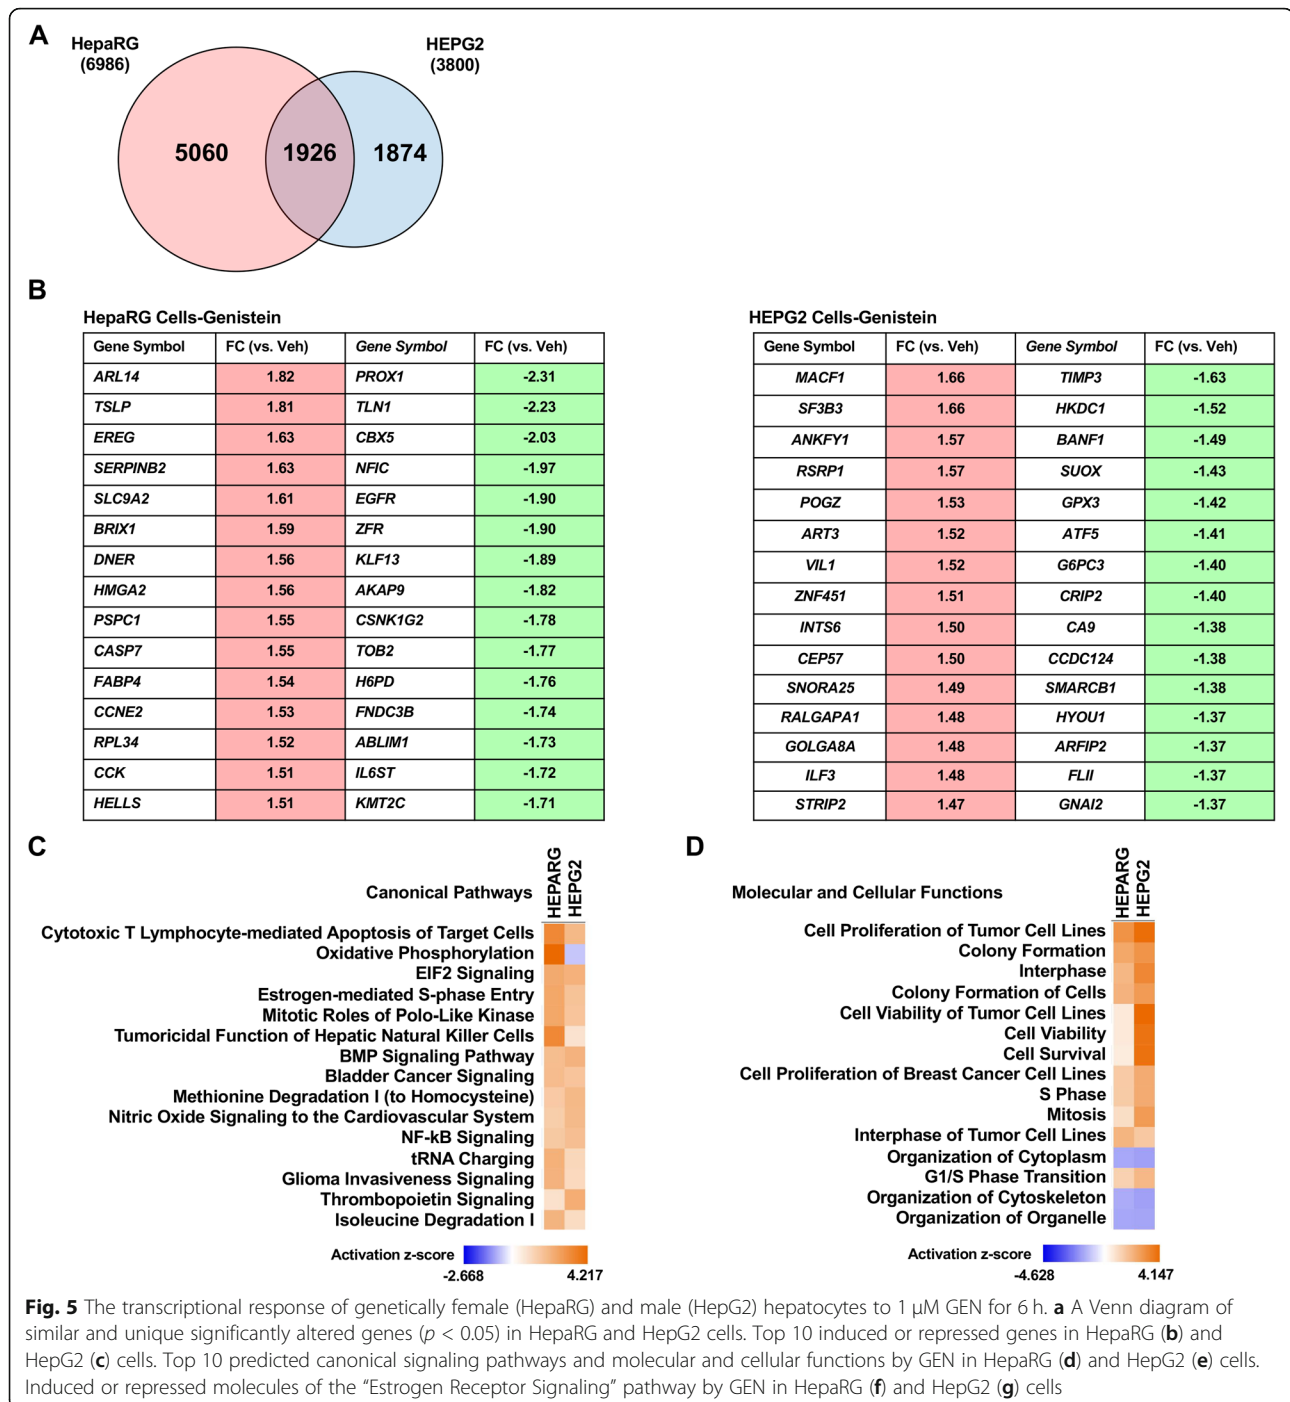 A
HepaRG
(6986)
HEPG2
(3800)
5060
1926
1874
B
HepaRG Cells-Genistein
Gene Symbol FC (vs. Veh) Gene Symbol FC (vs. Veh)
ARL14 1.82 PROX1 -2.31
TSLP 1.81 TLN1 -2.23
EREG 1.63 CBX5 -2.03
SERPINB2 1.63 NFIC -1.97
SLC9A2 1.61 EGFR -1.90
BRIX1 1.59 ZFR -1.90
DNER 1.56 KLF13 -1.89
HMGA2 1.56 AKAP9 -1.82
PSPC1 1.55 CSNK1G2 -1.78
CASP7 1.55 TOB2 -1.77
FABP4 1.54 H6PD -1.76
CCNE2 1.53 FNDC3B -1.74
RPL34 1.52 ABLIM1 -1.73
CCK 1.51 IL6ST -1.72
HELLS 1.51 KMT2C -1.71
HEPG2 Cells-Genistein
Gene Symbol FC (vs. Veh) Gene Symbol FC (vs. Veh)
MACF1 1.66 TIMP3 -1.63
SF3B3 1.66 HKDC1 -1.52
ANKFY1 1.57 BANF1 -1.49
RSRP1 1.57 SUOX -1.43
POGZ 1.53 GPX3 -1.42
ART3 1.52 ATF5 -1.41
VIL1 1.52 G6PC3 -1.40
ZNF451 1.51 CRIP2 -1.40
INTS6 1.50 CA9 -1.38
CEP57 1.50 CCDC124 -1.38
SNORA25 1.49 SMARCB1 -1.38
RALGAPA1 1.48 HYOU1 -1.37
GOLGA8A 1.48 ARFIP2 -1.37
ILF3 1.48 FLII -1.37
STRIP2 1.47 GNAI2 -1.37
C
Canonical Pathways
HEPARG
HEPG2
Cytotoxic T Lymphocyte-mediated Apoptosis of Target Cells
Oxidative Phosphorylation
EIF2 Signaling
Estrogen-mediated S-phase Entry
Mitotic Roles of Polo-Like Kinase
Tumoricidal Function of Hepatic Natural Killer Cells
BMP Signaling Pathway
Bladder Cancer Signaling
Methionine Degradation I (to Homocysteine)
Nitric Oxide Signaling to the Cardiovascular System
NF-kB Signaling
tRNA Charging
Glioma Invasiveness Signaling
Thrombopoietin Signaling
Isoleucine Degradation I
Activation z-score
-2.668 4.217
D
Molecular and Cellular Functions
HEPARG
HEPG2
Cell Proliferation of Tumor Cell Lines
Colony Formation
Interphase
Colony Formation of Cells
Cell Viability of Tumor Cell Lines
Cell Viability
Cell Survival
Cell Proliferation of Breast Cancer Cell Lines
S Phase
Mitosis
Interphase of Tumor Cell Lines
Organization of Cytoplasm
G1/S Phase Transition
Organization of Cytoskeleton
Organization of Organelle
Activation z-score
-4.628 4.147
Fig. 5 The transcriptional response of genetically female (HepaRG) and male (HepG2) hepatocytes to 1 μM GEN for 6 h. a A Venn diagram of
similar and unique significantly altered genes (p < 0.05) in HepaRG and HepG2 cells. Top 10 induced or repressed genes in HepaRG (b) and
HepG2 (c) cells. Top 10 predicted canonical signaling pathways and molecular and cellular functions by GEN in HepaRG (d) and HepG2 (e) cells.
Induced or repressed molecules of the “Estrogen Receptor Signaling” pathway by GEN in HepaRG (f) and HepG2 (g) cells